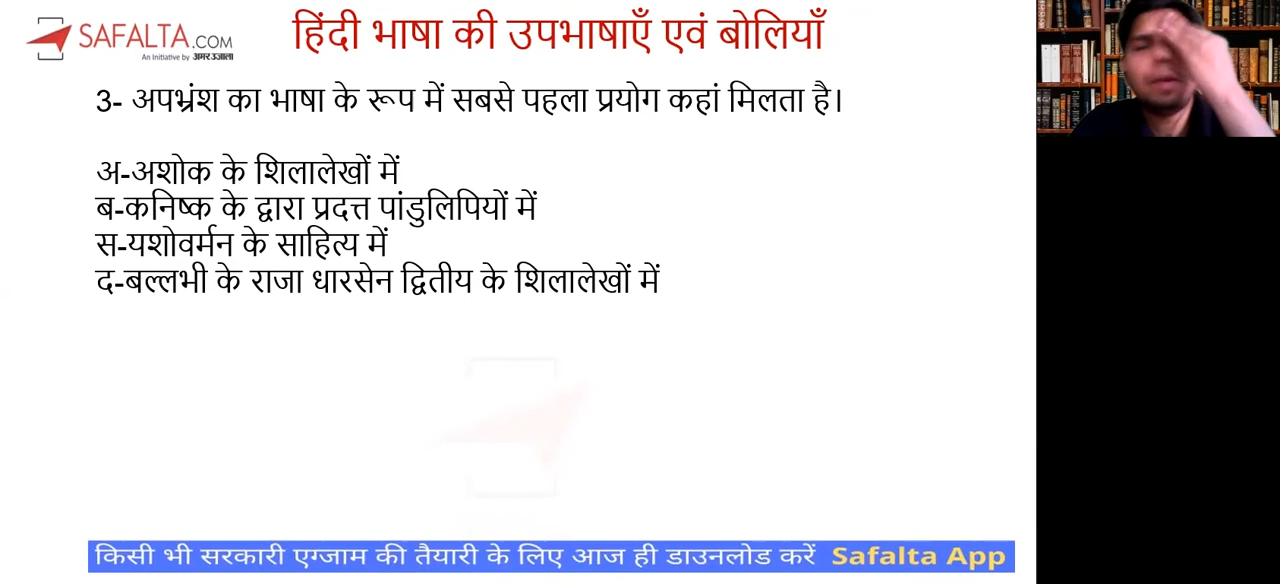 SAFALTA.COM
An Initiative by अमर उजाला
हिंदी भाषा की उपभाषाएँ एवं बोलियाँ
3- अपभ्रंश का भाषा के रूप में सबसे पहला प्रयोग कहां मिलता है।
अ-अशोक के शिलालेखों में
ब-कनिष्क के द्वारा प्रदत्त पांडुलिपियों में
स-यशोवर्मन के साहित्य में
द-बल्लभी के राजा धारसेन द्वितीय के शिलालेखों में
किसी भी सरकारी एग्जाम की तैयारी के लिए आज ही डाउनलोड करें Safalta App